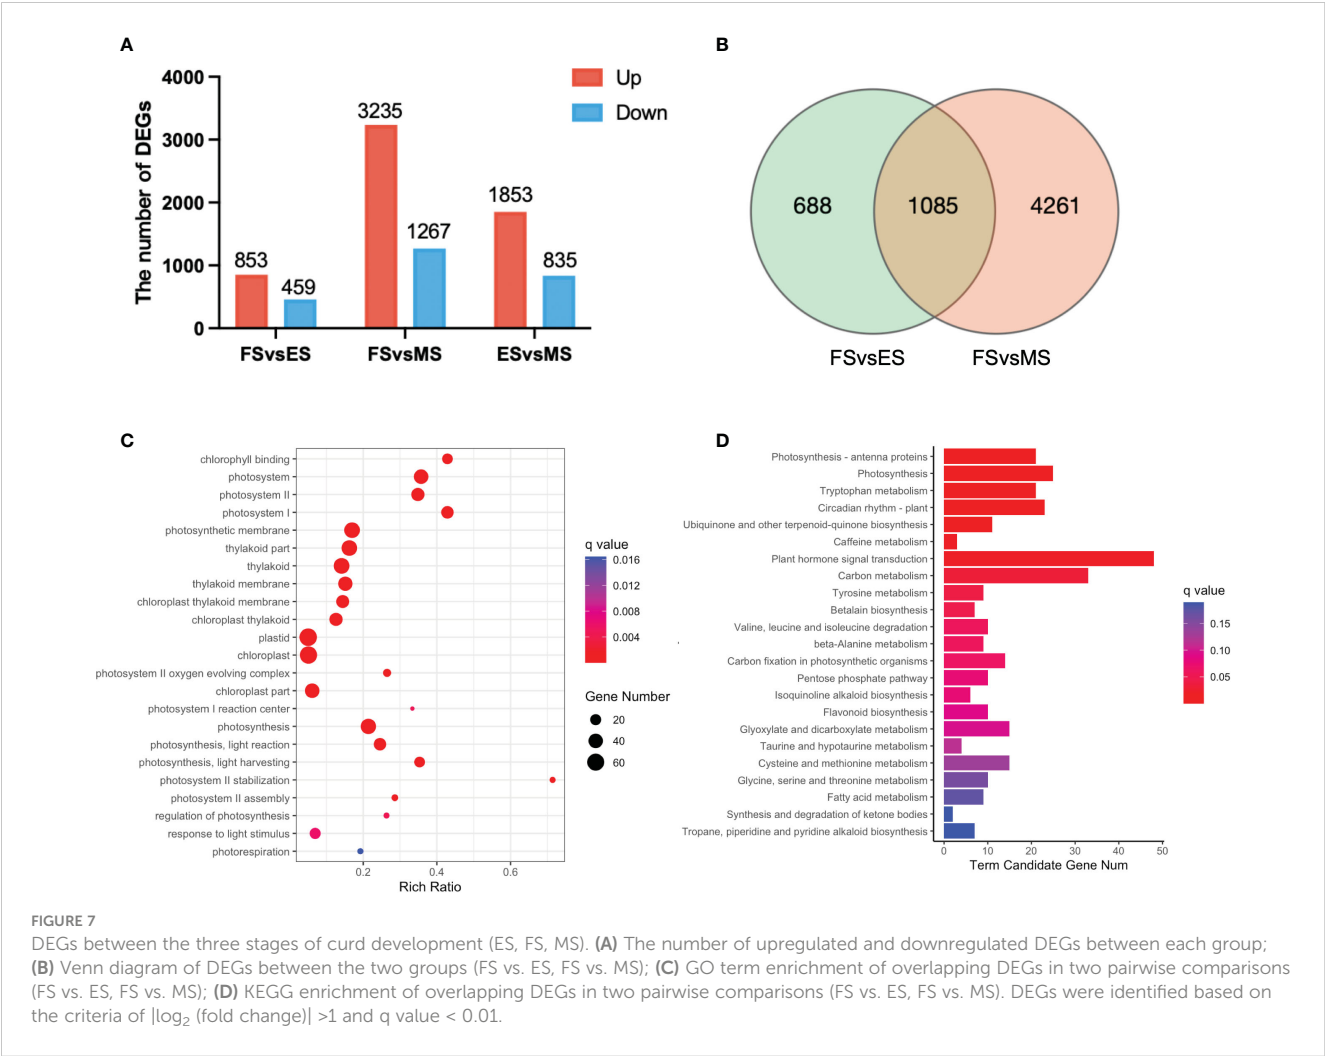 A
4000
3000
2000
1000
0
The number of DEGs
Up
Down
853
459
3235
1267
1853
835
FSvsES
FSvsMS
ESvsMS
B
688
1085
4261
FSvsES
FSvsMS
C
chlorophyll binding
photosystem
photosystem II
photosystem I
photosynthetic membrane
thylakoid part
thylakoid
thylakoid membrane
chloroplast thylakoid membrane
chloroplast thylakoid
plastid
chloroplast
photosystem II oxygen evolving complex
chloroplast part
photosystem I reaction center
photosynthesis
photosynthesis, light reaction
photosynthesis, light harvesting
photosystem II stabilization
photosystem II assembly
regulation of photosynthesis
response to light stimulus
photorespiration
0.2
0.4
0.6
Rich Ratio
q value
0.016
0.012
0.008
0.004
Gene Number
20
40
60
D
Photosynthesis - antenna proteins
Photosynthesis
Tryptophan metabolism
Circadian rhythm - plant
Ubiquinone and other terpenoid-quinone biosynthesis
Caffeine metabolism
Plant hormone signal transduction
Carbon metabolism
Tyrosine metabolism
Betalain biosynthesis
Valine, leucine and isoleucine degradation
beta-Alanine metabolism
Carbon fixation in photosynthetic organisms
Pentose phosphate pathway
Isoquinoline alkaloid biosynthesis
Flavonoid biosynthesis
Glyoxylate and dicarboxylate metabolism
Taurine and hypotaurine metabolism
Cysteine and methionine metabolism
Glycine, serine and threonine metabolism
Fatty acid metabolism
Synthesis and degradation of ketone bodies
Tropane, piperidine and pyridine alkaloid biosynthesis
0
10
20
30
40
50
Term Candidate Gene Num
q value
0.15
0.10
0.05
FIGURE 7
DEGs between the three stages of curd development (ES, FS, MS). (A) The number of upregulated and downregulated DEGs between each group;
(B) Venn diagram of DEGs between the two groups (FS vs. ES, FS vs. MS); (C) GO term enrichment of overlapping DEGs in two pairwise comparisons
(FS vs. ES, FS vs. MS); (D) KEGG enrichment of overlapping DEGs in two pairwise comparisons (FS vs. ES, FS vs. MS). DEGs were identified based on
the criteria of |log₂ (fold change)| >1 and q value < 0.01.